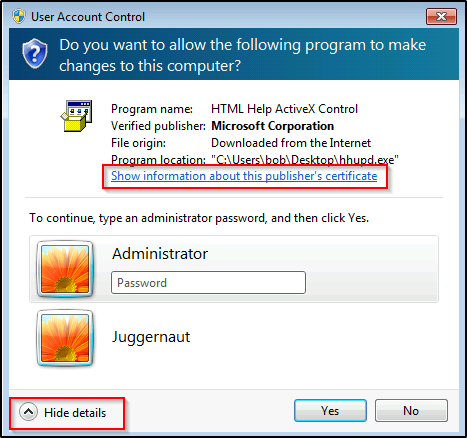 User Account Control
Do you want to allow the following program to make
changes to this computer?
Program name: HTML Help ActiveX Control
Verified publisher: Microsoft Corporation
File origin: Downloaded from the Internet
Program location: "C:\Users\bob\Desktop\hhupd.exe"
Show information about this publisher's certificate
To continue, type an administrator password, and then click Yes.
Administrator
Password
Juggernaut
Hide details
Yes
No